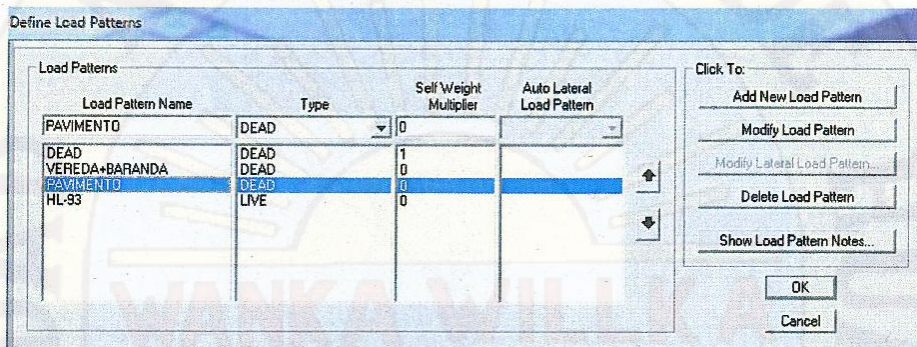 Define Load Patterns
Load Patterns
Click To:
Load Pattern Name Type Self Weight Multiplier Auto Lateral Load Pattern
PAVIMENTO DEAD 0
DEAD DEAD 1
VEREDA+BARANDA DEAD 0
PAVIMENTO DEAD 0
HL-93 LIVE 0
Add New Load Pattern
Modify Load Pattern
Modify Lateral Load Pattern...
Delete Load Pattern
Show Load Pattern Notes...
OK
Cancel
WANKA WILLKA